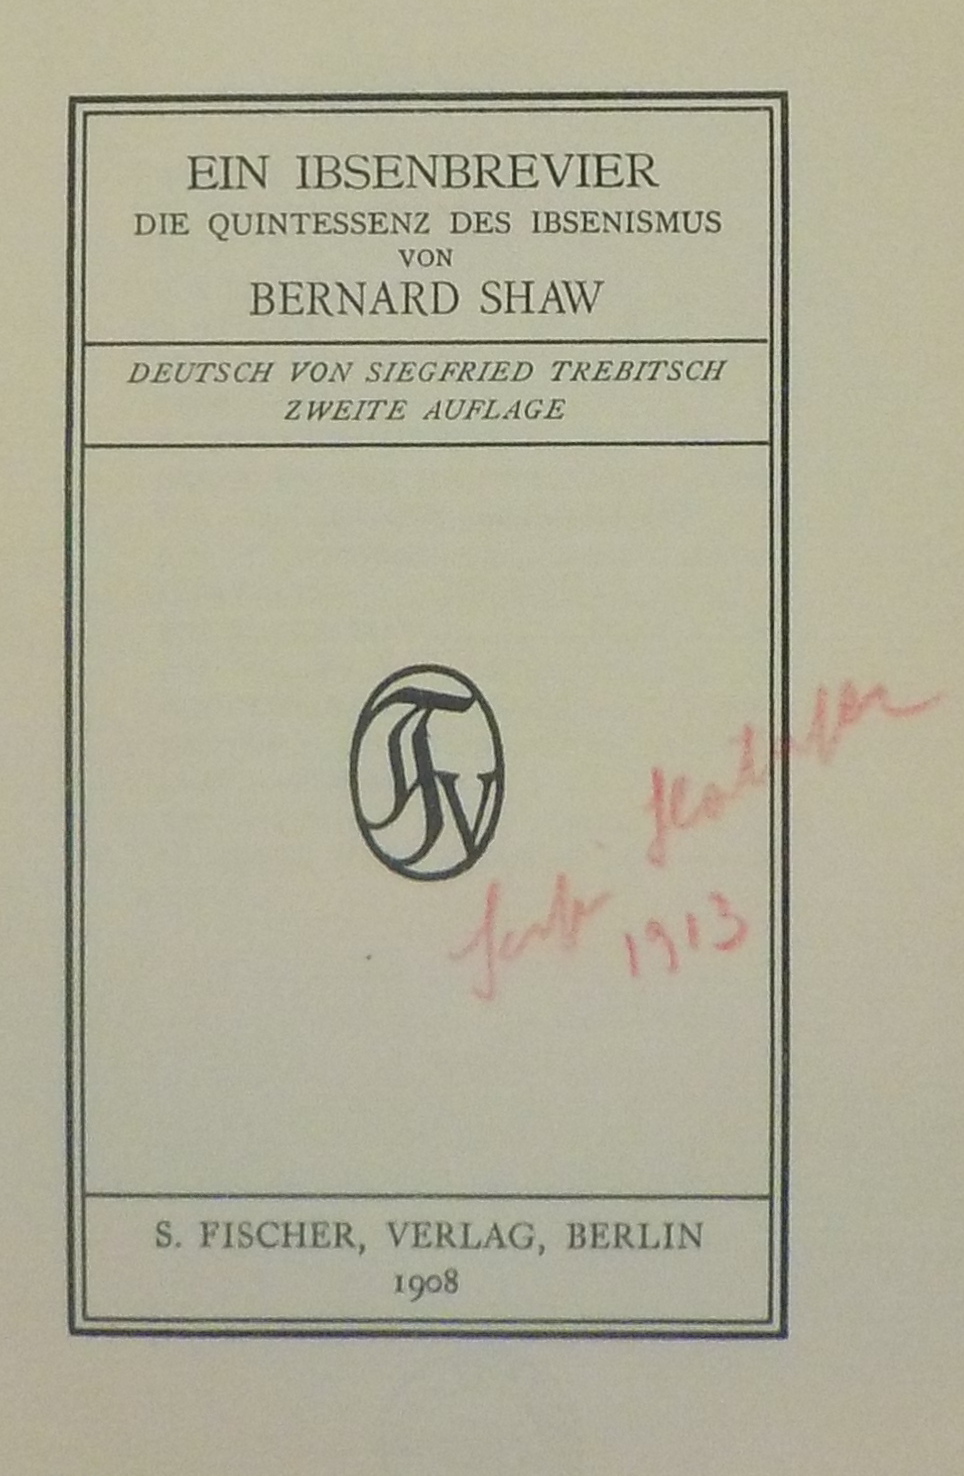 EIN IBSENBREVIER
DIE QUINTESSENZ DES IBSENISMUS
VON
BERNARD SHAW
DEUTSCH VON SIEGFRIED TREBITSCH
ZWEITE AUFLAGE
1913
S. FISCHER, VERLAG, BERLIN
1908